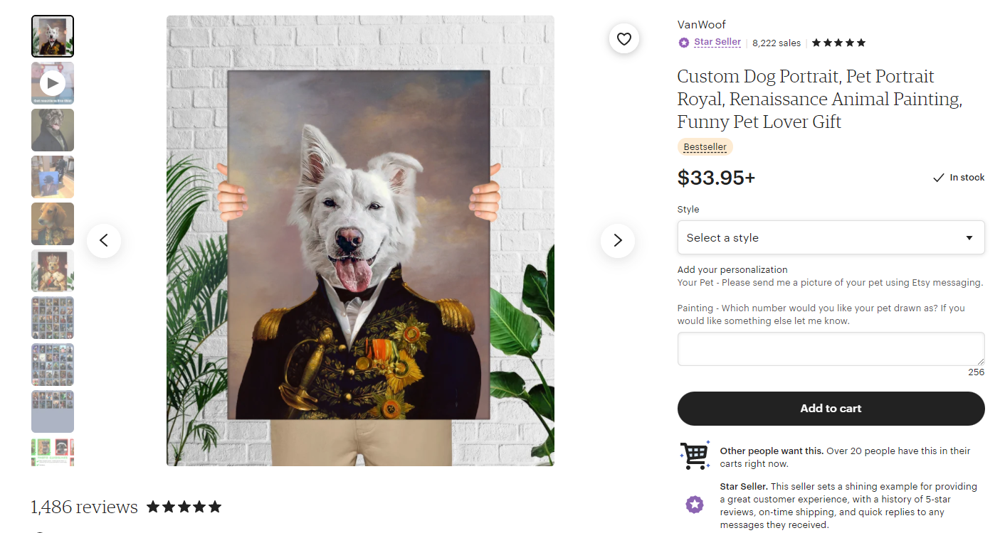 VanWoof
Star Seller | 8,222 sales |
Custom Dog Portrait, Pet Portrait
Royal, Renaissance Animal Painting,
Funny Pet Lover Gift
Bestseller
$33.95+
In stock
Style
Select a style
Add your personalization
Your Pet - Please send me a picture of your pet using Etsy messaging.
Painting - Which number would you like your pet drawn as? If you
would like something else let me know.
256
Add to cart
Other people want this. Over 20 people have this in their
carts right now.
Star Seller. This seller sets a shining example for providing
a great customer experience, with a history of 5-star
reviews, on-time shipping, and quick replies to any
messages they received.
1,486 reviews